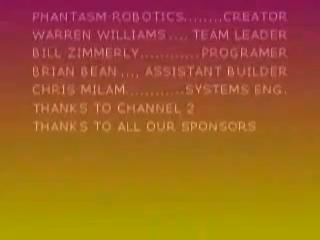 PHANTASM ROBOTICS........CREATOR
WARREN WILLIAMS .... TEAM LEADER
BILL ZIMMERLY............PROGRAMER
BRIAN BEAN ...., ASSISTANT BUILDER
CHRIS MILAM............SYSTEMS ENG.
THANKS TO CHANNEL 2
THANKS TO ALL OUR SPONSORS